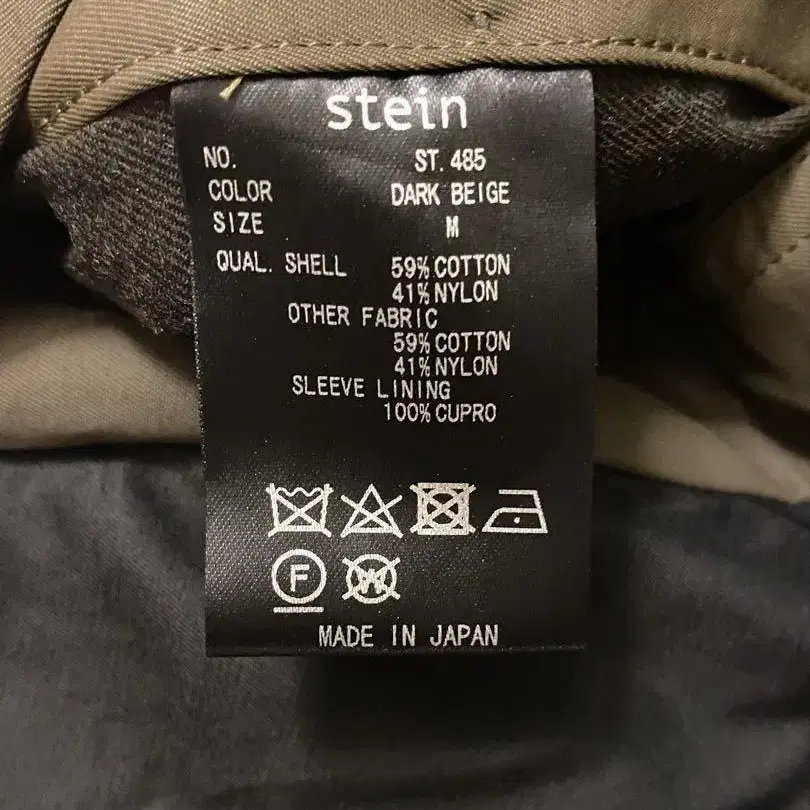 stein
NO. ST.485
COLOR DARK BEIGE
SIZE M
QUAL. SHELL 59%COTTON
41%NYLON
OTHER FABRIC
59%COTTON
41%NYLON
SLEEVE LINING
100%CUPRO
F W
MADE IN JAPAN